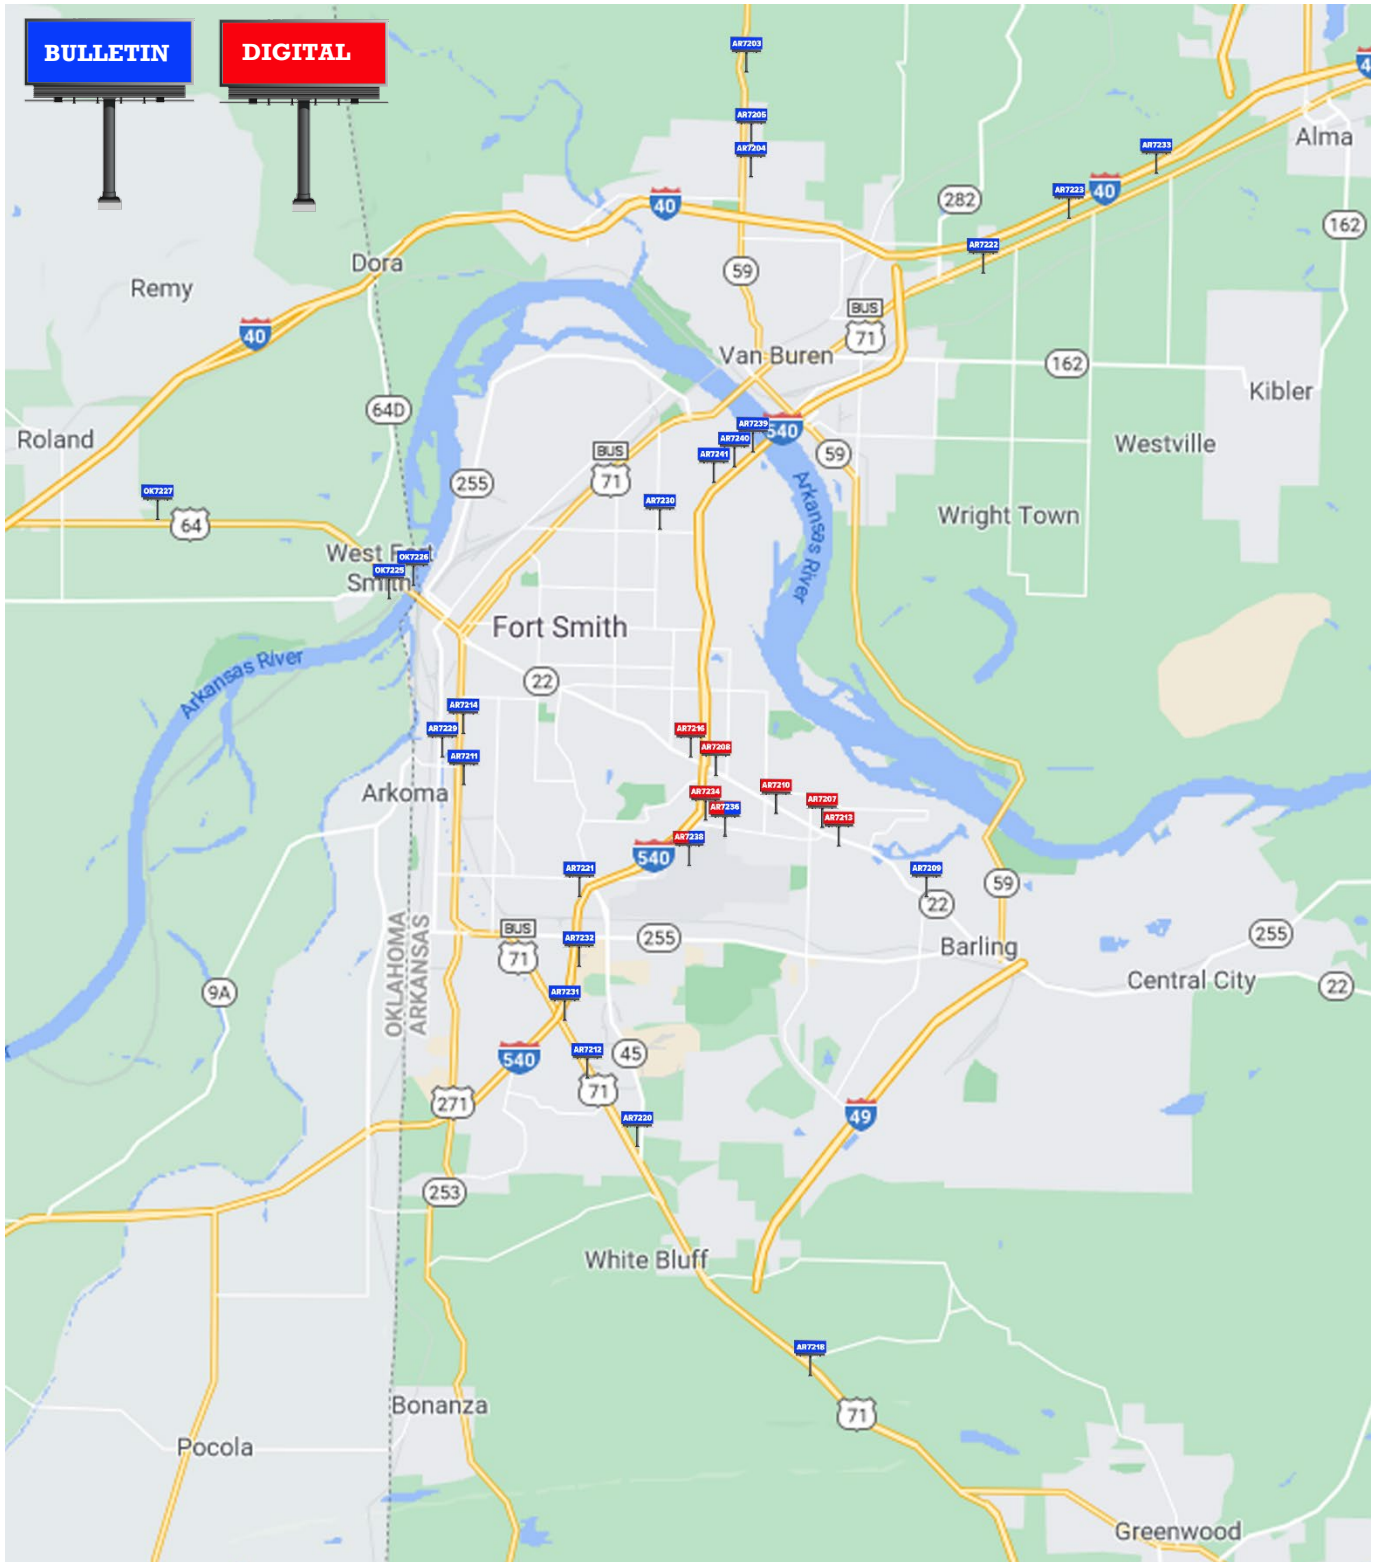 BULLETIN
DIGITAL
AR7203
AR7205
AR7204
40
4
Alma
AR7233
AR7223
40
282
162
AR7222
59
Dora
Remy
BUS
71
40
Van Buren
162
Kibler
64D
Roland
AR7239
540
AR7240
AR7241
59
Westville
BUS
71
255
OK7227
64
AR7230
Arkansas River
Wright Town
West Fort
Smith
OK7226
OK7225
Fort Smith
Arkansas River
22
AR7214
AR7229
AR7211
AR7216
AR7208
Arkoma
AR7234
AR7236
AR7210
AR7207
AR7213
AR7238
540
AR7221
AR7209
22
59
OKLAHOMA
ARKANSAS
BUS
71
AR7232
255
Barling
255
Central City
22
9A
AR7231
540
AR7212
45
71
271
AR7220
49
253
White Bluff
AR7218
71
Bonanza
Pocola
Greenwood